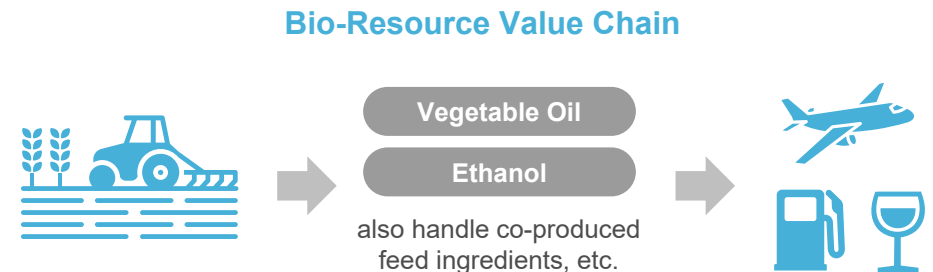 Bio-Resource Value Chain
Vegetable Oil
Ethanol
also handle co-produced
feed ingredients, etc.